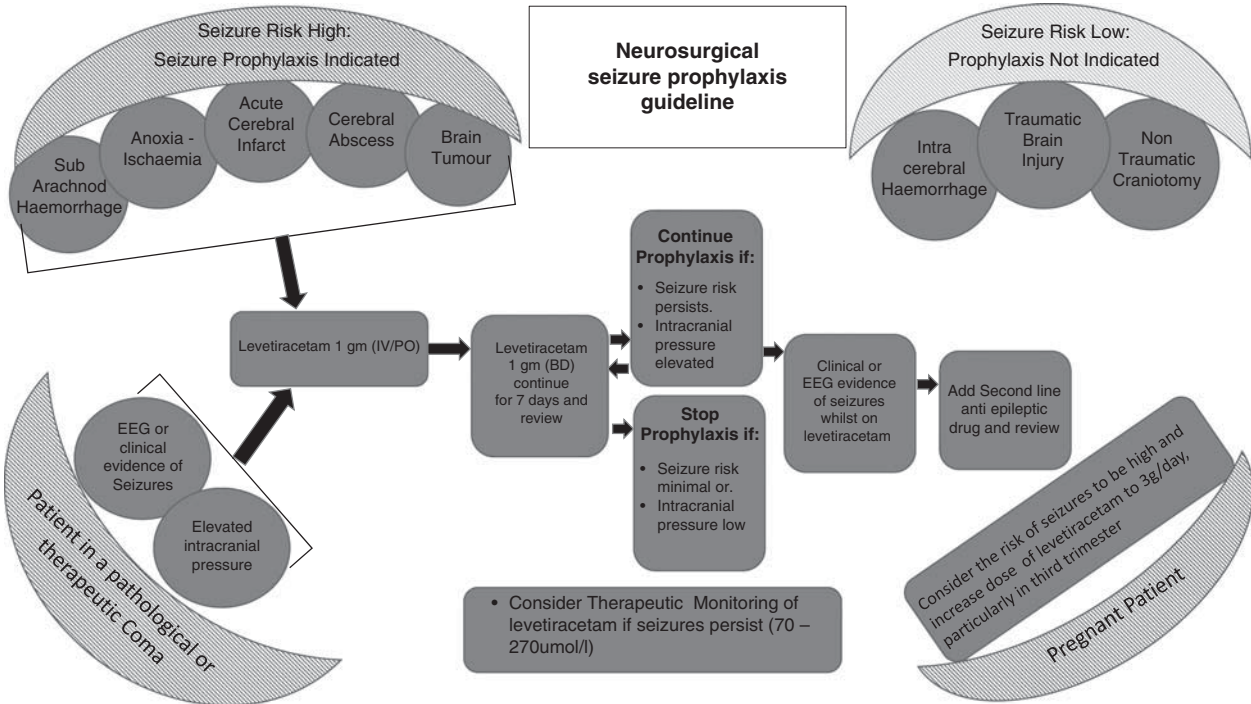 Seizure Risk High:
Seizure Prophylaxis Indicated
Sub
Arachnod
Haemorrhage
Anoxia -
Ischaemia
Acute
Cerebral
Infarct
Cerebral
Abscess
Brain
Tumour
Neurosurgical
seizure prophylaxis
guideline
Seizure Risk Low:
Prophylaxis Not Indicated
Intra
cerebral
Haemorrhage
Traumatic
Brain
Injury
Non
Traumatic
Craniotomy
Levetiracetam 1 gm (IV/PO)
Levetiracetam
1 gm (BD)
continue
for 7 days and
review
Continue
Prophylaxis if:
• Seizure risk
persists.
• Intracranial
pressure
elevated
Stop
Prophylaxis if:
• Seizure risk
minimal or.
• Intracranial
pressure low
Clinical or
EEG evidence
of seizures
whilst on
levetiracetam
Add Second line
anti epileptic
drug and review
EEG or
clinical
evidence of
Seizures
Elevated
intracranial
pressure
Patient in a pathological or
therapeutic Coma
• Consider Therapeutic Monitoring of
levetiracetam if seizures persist (70 –
270umol/l)
Consider the risk of seizures to be high and
increase dose of levetiracetam to 3g/day,
particularly in third trimester
Pregnant Patient